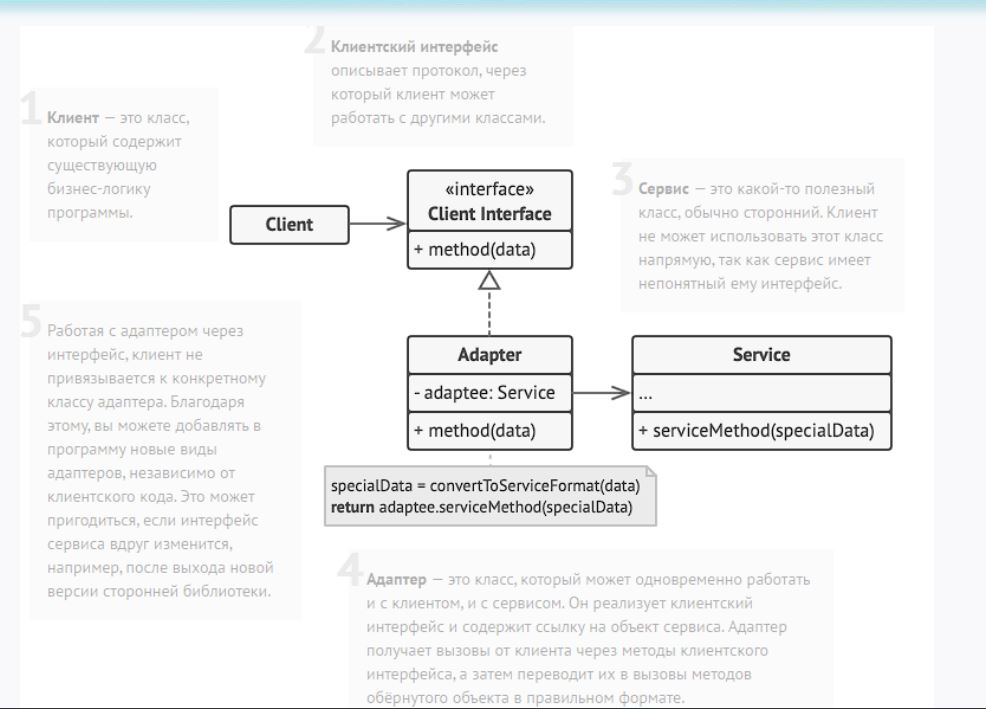 1
Клиент — это класс,
который содержит
существующую
бизнес-логику
программы.
2
Клиентский интерфейс
описывает протокол, через
который клиент может
работать с другими классами.
3
Сервис — это какой-то полезный
класс, обычно сторонний. Клиент
не может использовать этот класс
напрямую, так как сервис имеет
непонятный ему интерфейс.
Client
«interface»
Client Interface
+ method(data)
Adapter
- adaptee: Service
+ method(data)
Service
...
+ serviceMethod(specialData)
specialData = convertToServiceFormat(data)
return adaptee.serviceMethod(specialData)
4
Адаптер — это класс, который может одновременно работать
и с клиентом, и с сервисом. Он реализует клиентский
интерфейс и содержит ссылку на объект сервиса. Адаптер
получает вызовы от клиента через методы клиентского
интерфейса, а затем переводит их в вызовы методов
обёрнутого объекта в правильном формате.
5
Работая с адаптером через
интерфейс, клиент не
привязывается к конкретному
классу адаптера. Благодаря
этому, вы можете добавлять в
программу новые виды
адаптеров, независимо от
клиентского кода. Это может
пригодиться, если интерфейс
сервиса вдруг изменится,
например, после выхода новой
версии сторонней библиотеки.